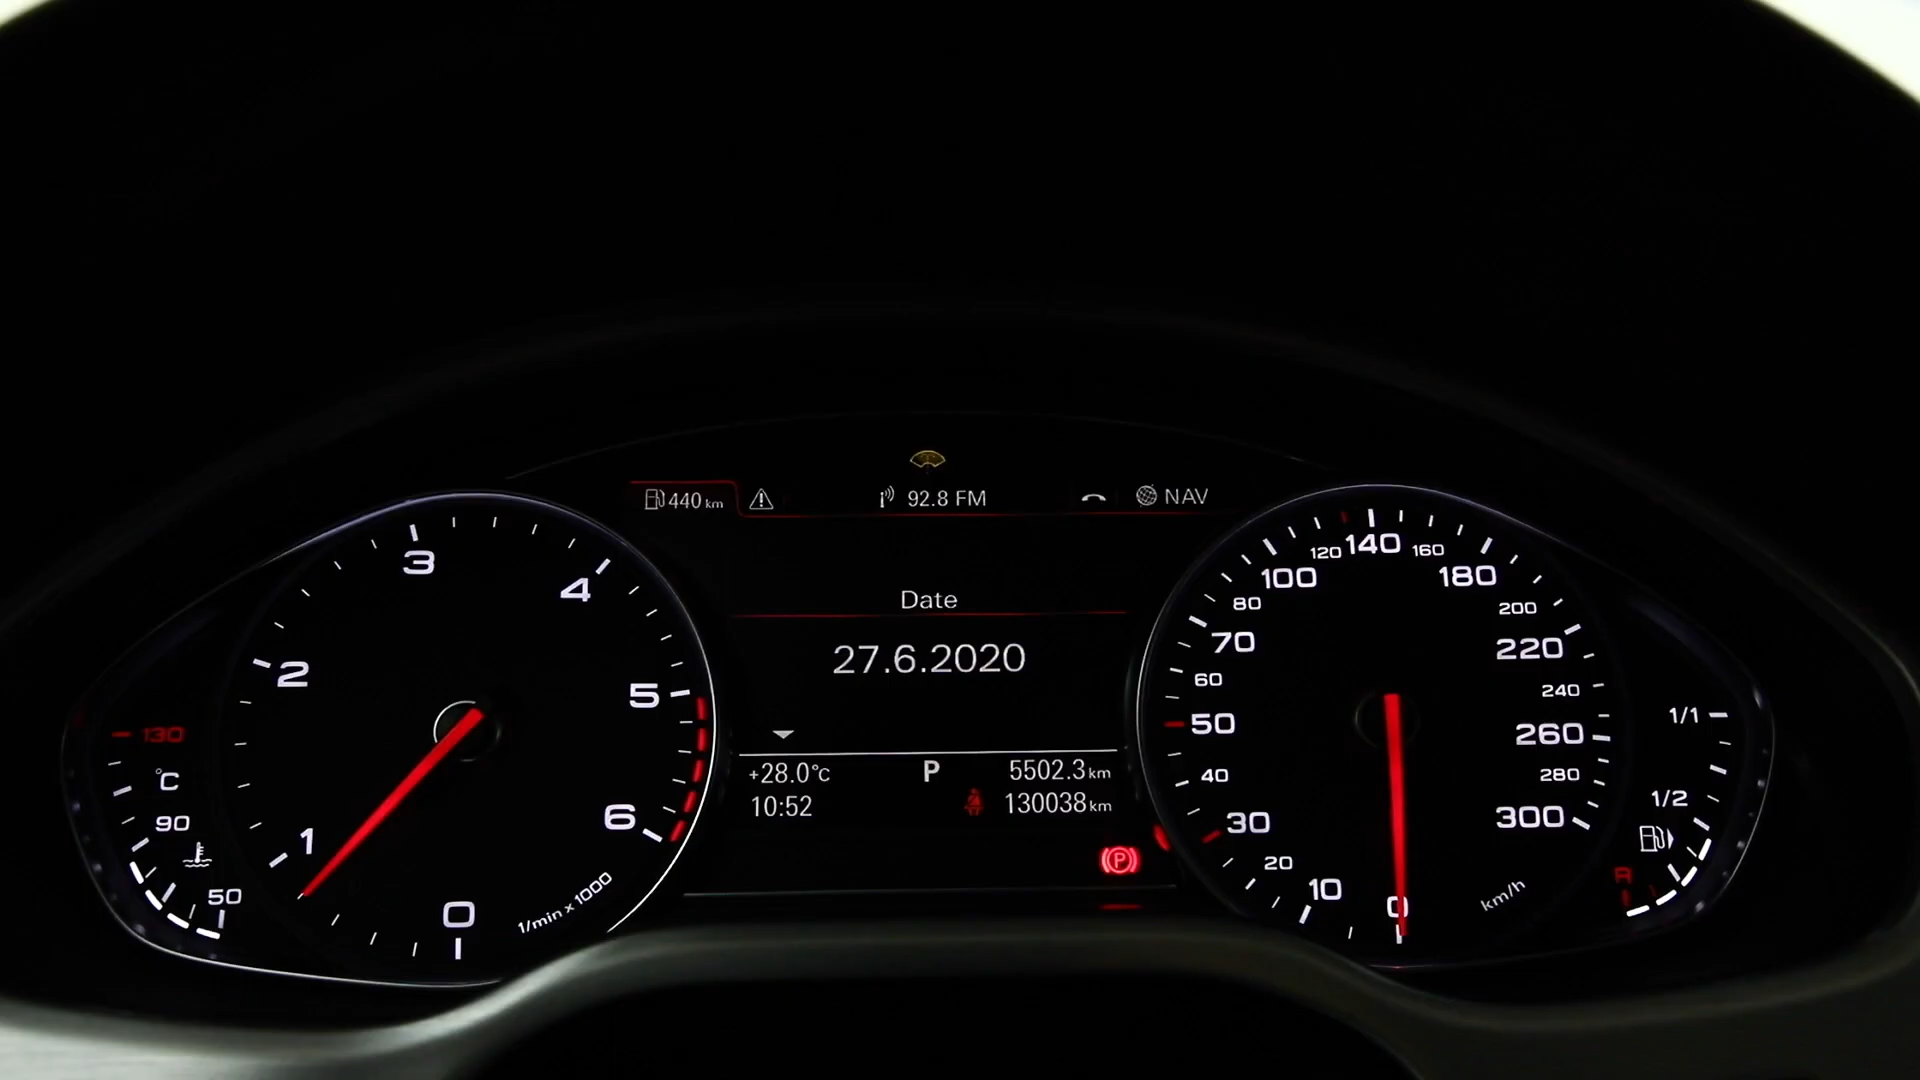 440 km
92.8 FM
NAV
Date
27.6.2020
+28.0°C
P
5502.3 km
10:52
130038 km
P
3
4
2
5
1
6
0
1/min x 1000
130
°C
90
50
120
140
160
100
180
80
200
70
220
60
240
50
260
40
280
30
300
20
10
0
km/h
1/1
1/2
R